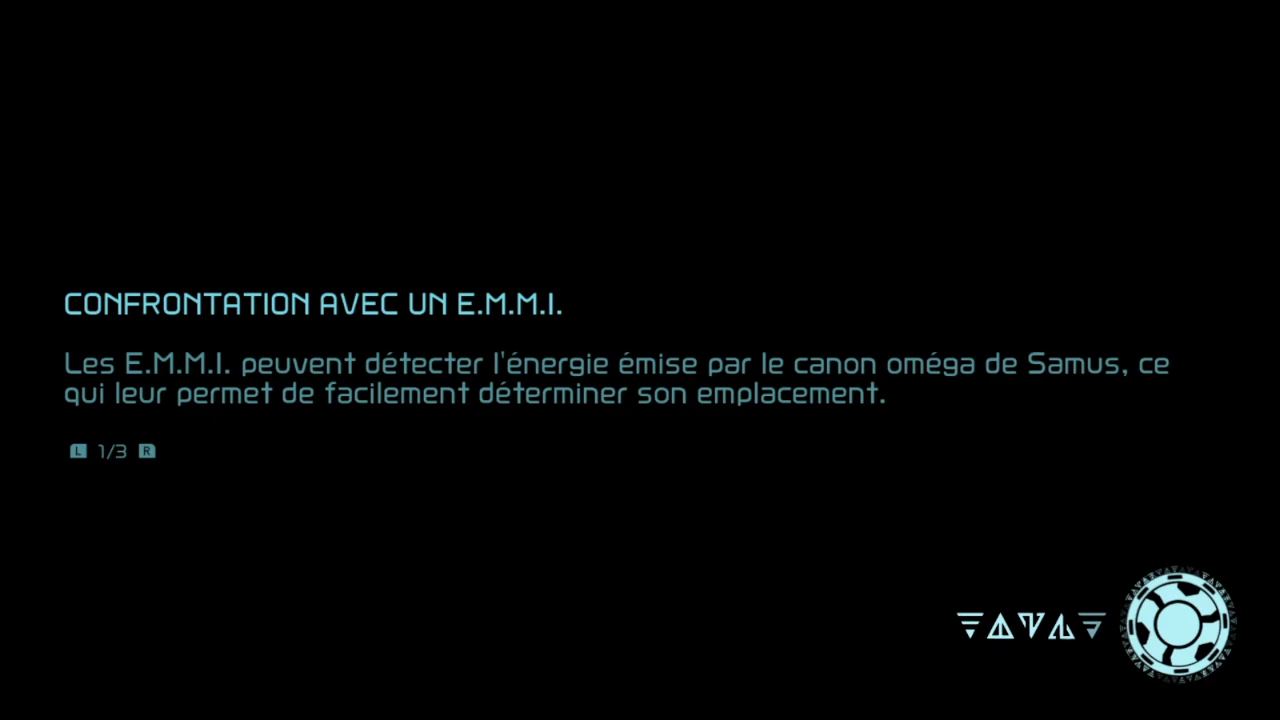 CONFRONTATION AVEC UN E.M.M.I.
Les E.M.M.I. peuvent détecter l'énergie émise par le canon oméga de Samus, ce
qui leur permet de facilement déterminer son emplacement.
L 1/3 R